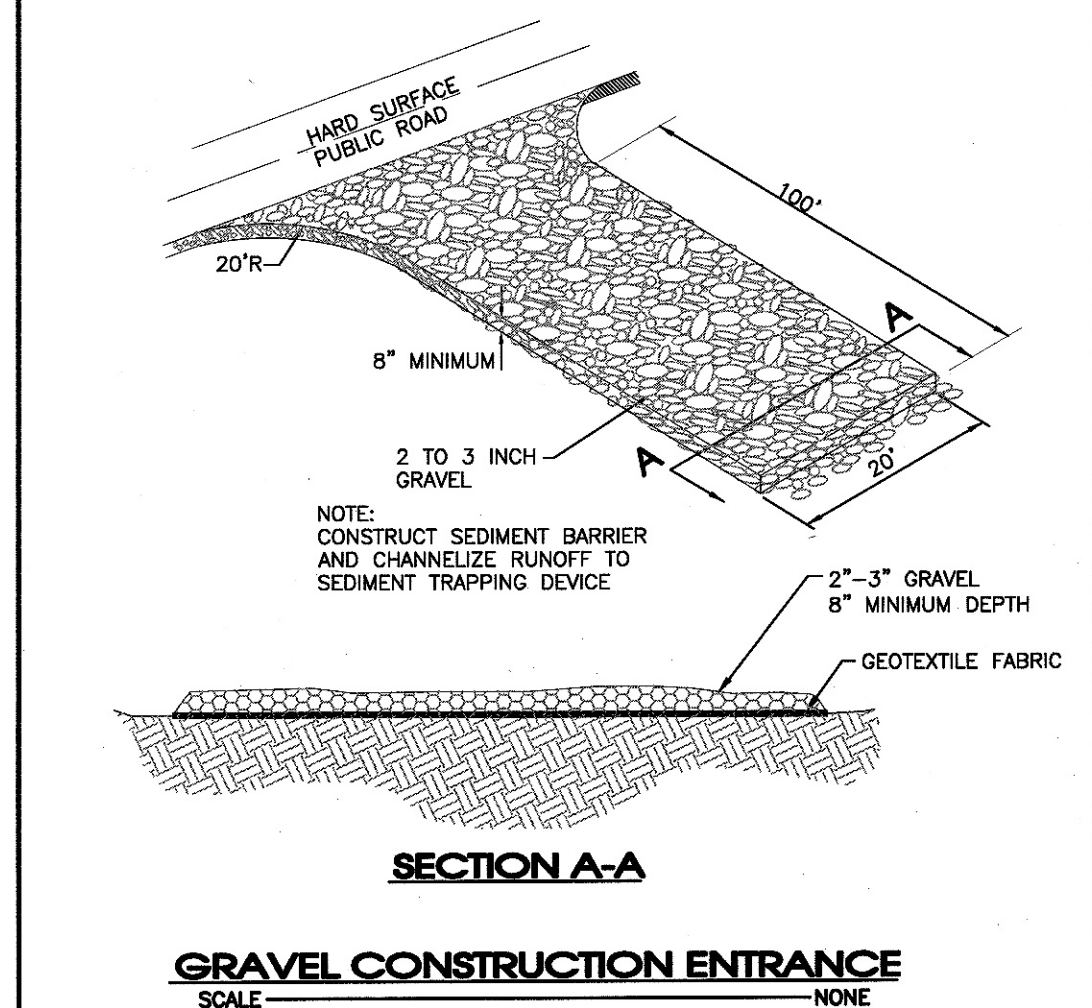 HARD SURFACE
PUBLIC ROAD
100'
20'R
A
8" MINIMUM
2 TO 3 INCH
GRAVEL
A
20'
NOTE:
CONSTRUCT SEDIMENT BARRIER
AND CHANNELIZE RUNOFF TO
SEDIMENT TRAPPING DEVICE
2"-3" GRAVEL
8" MINIMUM DEPTH
GEOTEXTILE FABRIC
SECTION A-A
GRAVEL CONSTRUCTION ENTRANCE
SCALE NONE